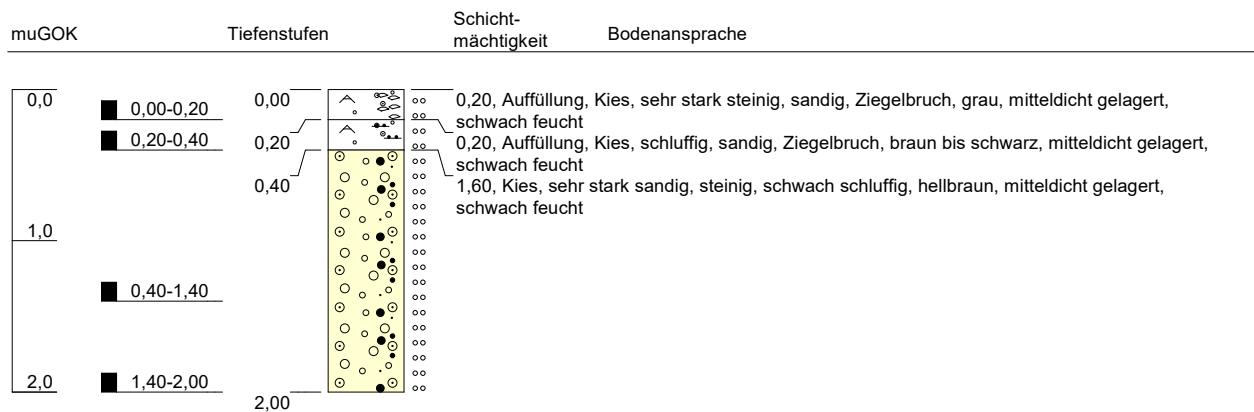 muGOK Tiefenstufen Schicht-
mächtigkeit Bodenansprache
0,0 0,00-0,20 0,00 0,20, Auffüllung, Kies, sehr stark steinig, sandig, Ziegelbruch, grau, mitteldicht gelagert,
schwach feucht
0,20-0,40 0,20 0,20, Auffüllung, Kies, schluffig, sandig, Ziegelbruch, braun bis schwarz, mitteldicht gelagert,
schwach feucht
0,40 1,60, Kies, sehr stark sandig, steinig, schwach schluffig, hellbraun, mitteldicht gelagert,
schwach feucht
1,0
0,40-1,40
2,0 1,40-2,00
2,00